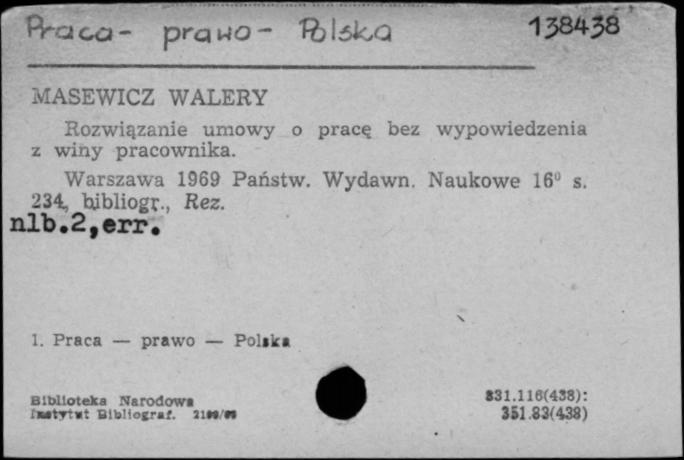 Praca- prawo- Polska 138438
MASEWICZ WALERY
Rozwiązanie umowy o pracę bez wypowiedzenia
z winy pracownika.
Warszawa 1969 Państw. Wydawn. Naukowe 16° s.
234, bibliogr., Rez.
nlb.2,err.
1. Praca — prawo — Polska
Biblioteka Narodowa
Instytut Bibliograf.
331.116(438):
351.83(438)